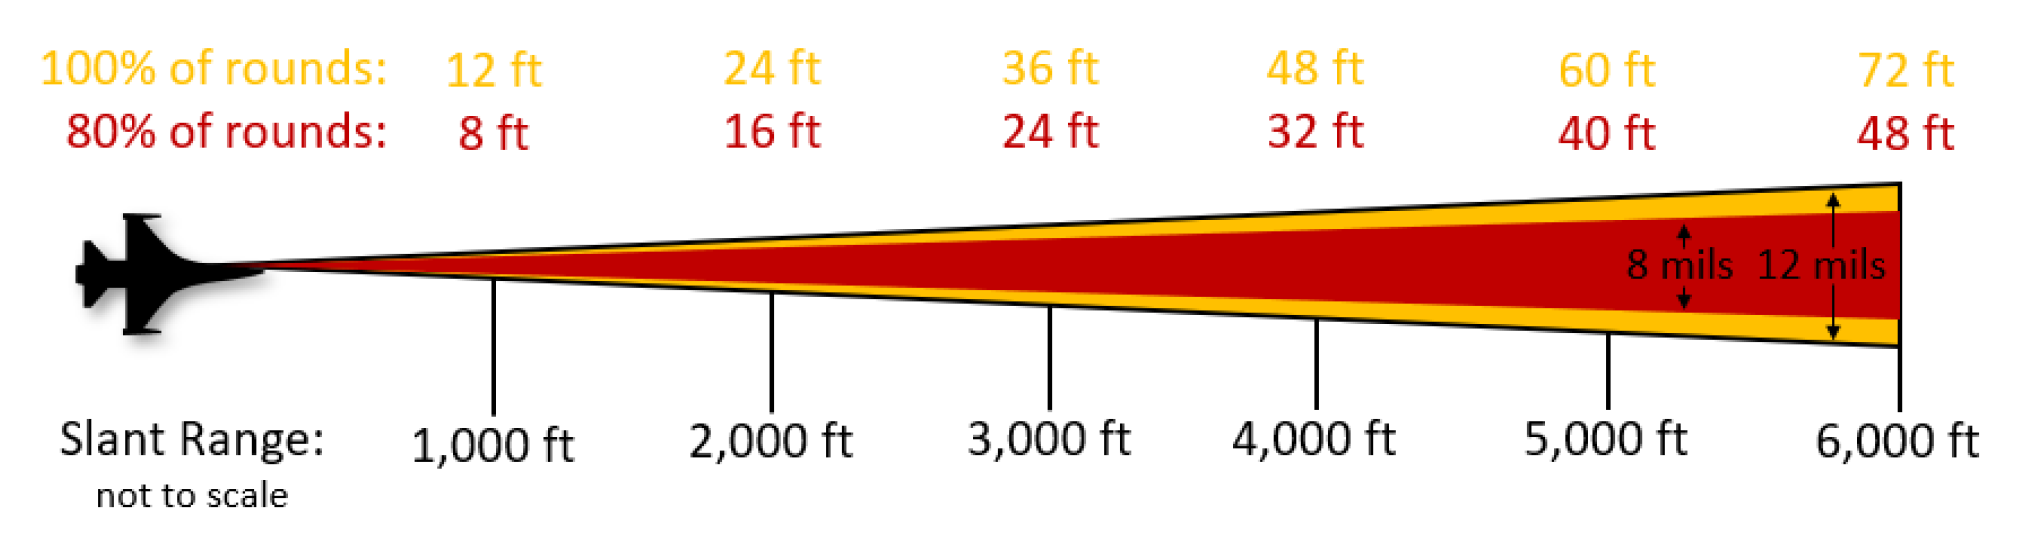 100% of rounds: 12 ft 24 ft 36 ft 48 ft 60 ft 72 ft
80% of rounds: 8 ft 16 ft 24 ft 32 ft 40 ft 48 ft
8 mils 12 mils
Slant Range: 1,000 ft 2,000 ft 3,000 ft 4,000 ft 5,000 ft 6,000 ft
not to scale